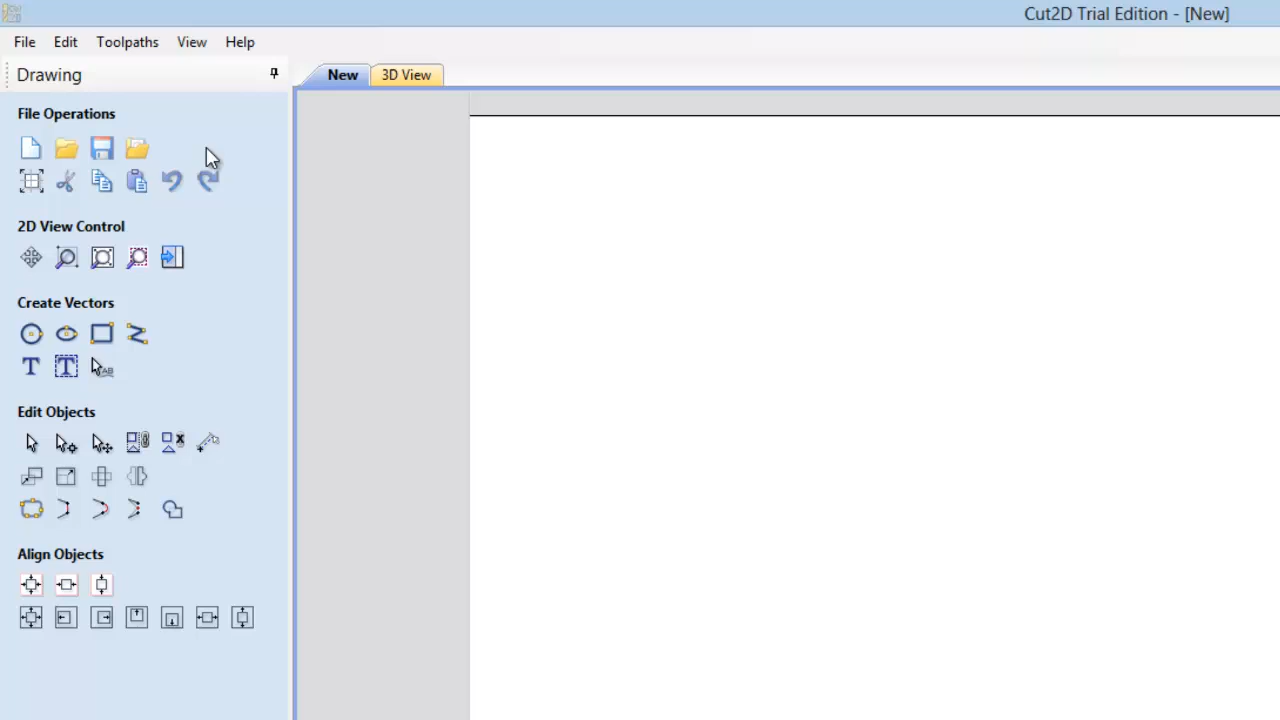 Cut2D Trial Edition - [New]
File Edit Toolpaths View Help
Drawing
New 3D View
File Operations
2D View Control
Create Vectors
T T AB
Edit Objects
Align Objects